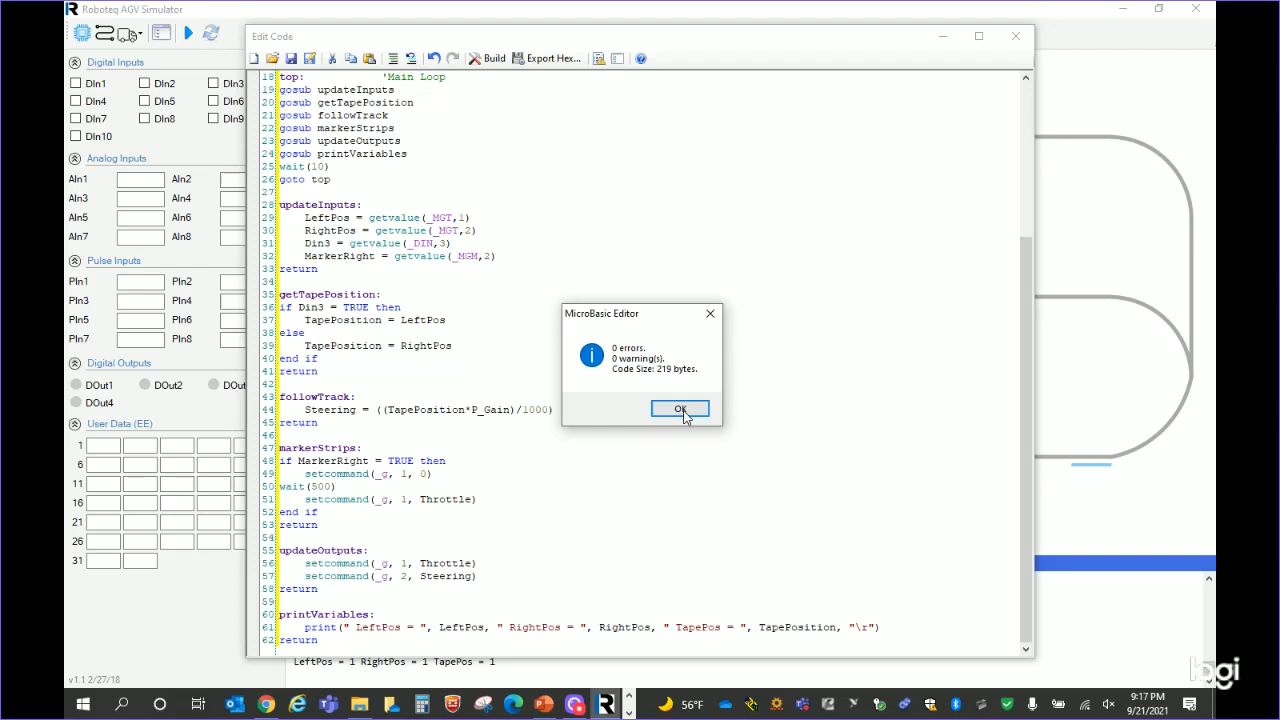 Roboteq AGV Simulator
Edit Code
Build
Export Hex...
Digital Inputs
DIn1
DIn2
DIn3
DIn4
DIn5
DIn6
DIn7
DIn8
DIn9
DIn10
Analog Inputs
AIn1
AIn2
AIn3
AIn4
AIn5
AIn6
AIn7
AIn8
Pulse Inputs
PIn1
PIn2
PIn3
PIn4
PIn5
PIn6
PIn7
PIn8
Digital Outputs
DOut1
DOut2
DOut
DOut4
User Data (EE)
1
6
11
16
21
26
31
v1.1 2/27/18
18 top: 'Main Loop
19 gosub updateInputs
20 gosub getTapePosition
21 gosub followTrack
22 gosub markerStrips
23 gosub updateOutputs
24 gosub printVariables
25 wait(10)
26 goto top
27
28 updateInputs:
29 LeftPos = getvalue(_MGT,1)
30 RightPos = getvalue(_MGT,2)
31 Din3 = getvalue(_DIN,3)
32 MarkerRight = getvalue(_MGM,2)
33 return
34
35 getTapePosition:
36 if Din3 = TRUE then
37 TapePosition = LeftPos
38 else
39 TapePosition = RightPos
40 end if
41 return
42
43 followTrack:
44 Steering = ((TapePosition*P_Gain)/1000)
45 return
46
47 markerStrips:
48 if MarkerRight = TRUE then
49 setcommand(_g, 1, 0)
50 wait(500)
51 setcommand(_g, 1, Throttle)
52 end if
53 return
54
55 updateOutputs:
56 setcommand(_g, 1, Throttle)
57 setcommand(_g, 2, Steering)
58 return
59
60 printVariables:
61 print(" LeftPos = ", LeftPos, " RightPos = ", RightPos, " TapePos = ", TapePosition, "\r")
62 return
MicroBasic Editor
0 errors.
0 warning(s).
Code Size: 219 bytes.
OK
LeftPos = 1 RightPos = 1 TapePos = 1
logi
56°F
9:17 PM
9/21/2021